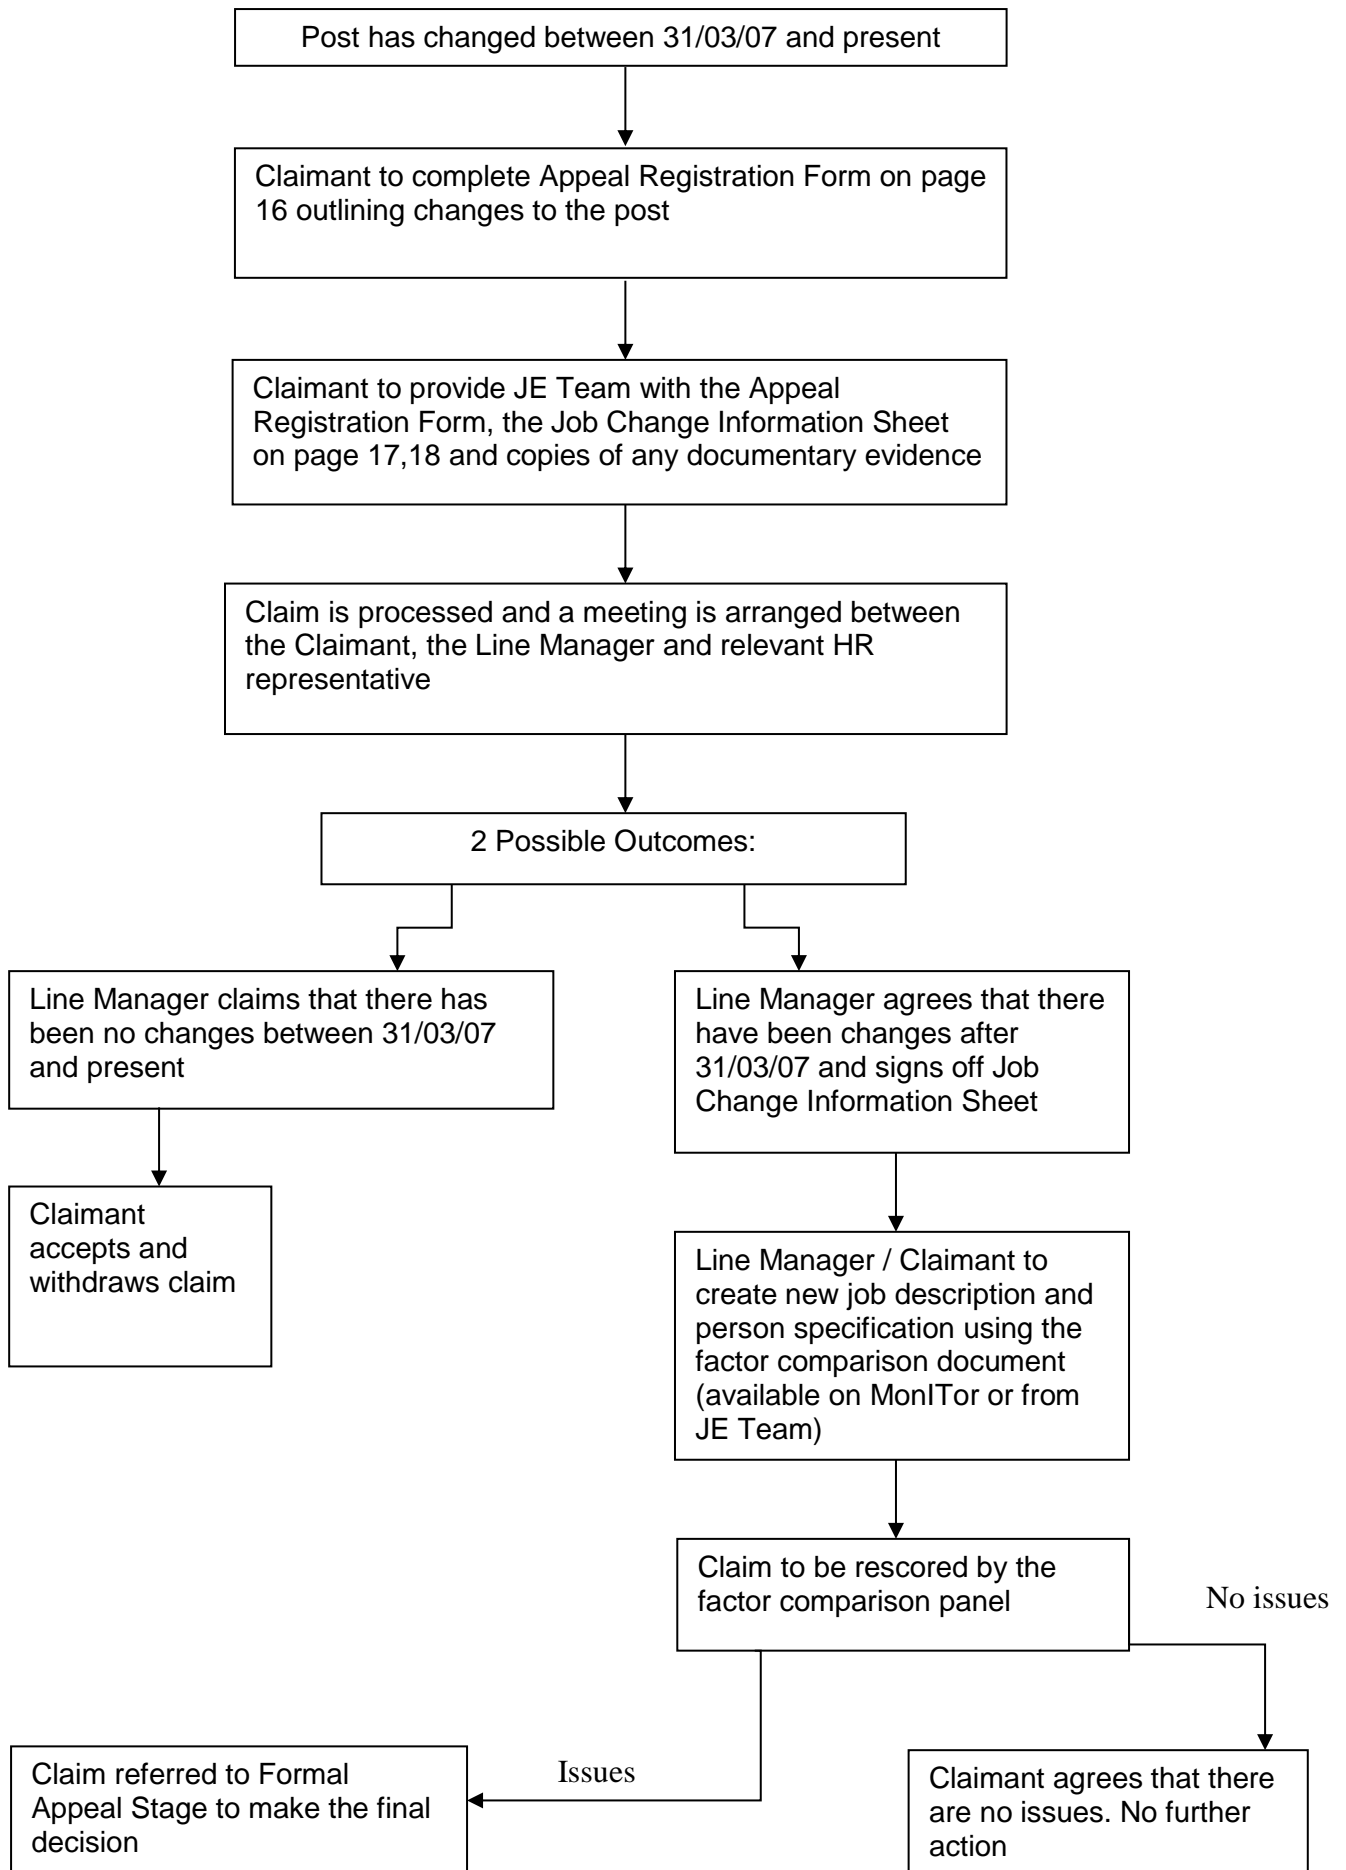 Post has changed between 31/03/07 and present
Claimant to complete Appeal Registration Form on page
16 outlining changes to the post
Claimant to provide JE Team with the Appeal
Registration Form, the Job Change Information Sheet
on page 17,18 and copies of any documentary evidence
Claim is processed and a meeting is arranged between
the Claimant, the Line Manager and relevant HR
representative
2 Possible Outcomes:
Line Manager claims that there has
been no changes between 31/03/07
and present
Line Manager agrees that there
have been changes after
31/03/07 and signs off Job
Change Information Sheet
Claimant
accepts and
withdraws claim
Line Manager / Claimant to
create new job description and
person specification using the
factor comparison document
(available on MonITor or from
JE Team)
Claim to be rescored by the
factor comparison panel
No issues
Issues
Claim referred to Formal
Appeal Stage to make the final
decision
Claimant agrees that there
are no issues. No further
action